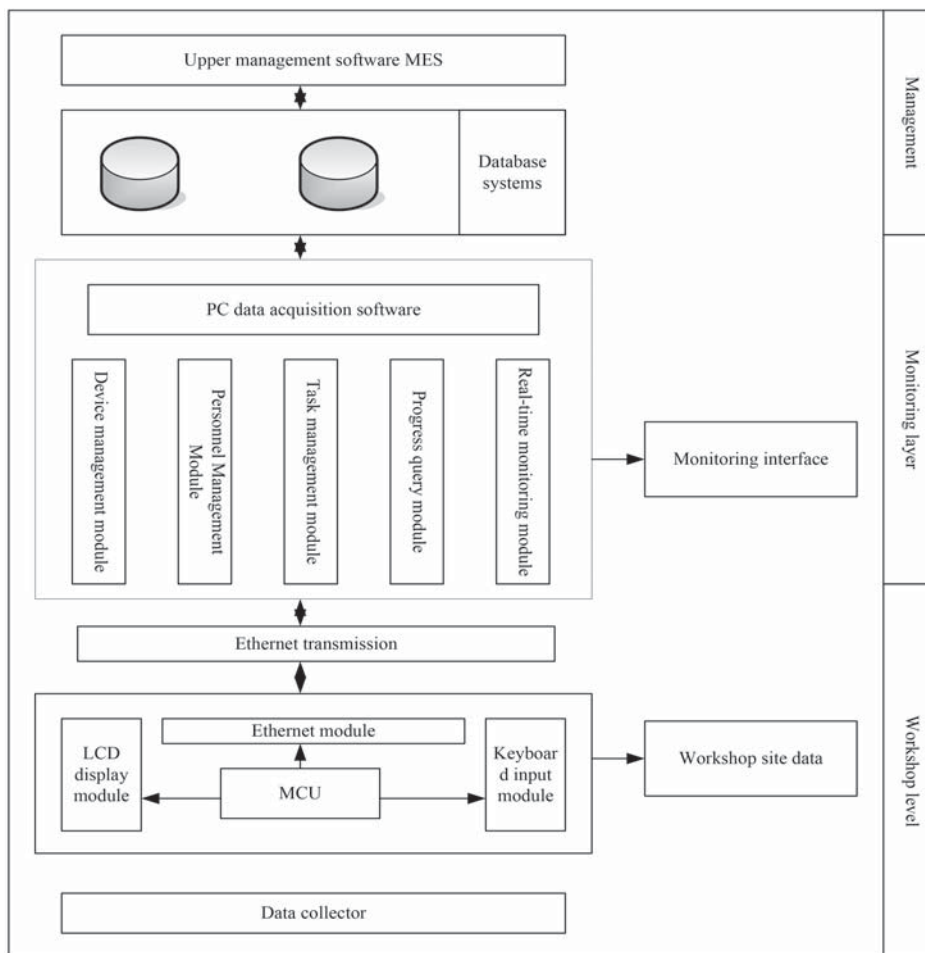 Upper management software MES
Management
Database
systems
PC data acquisition software
Monitoring layer
Device management module
Personnel Management
Module
Task management module
Progress query module
Real-time monitoring module
Monitoring interface
Ethernet transmission
Workshop level
LCD
display
module
Ethernet module
MCU
Keyboar
d input
module
Workshop site data
Data collector